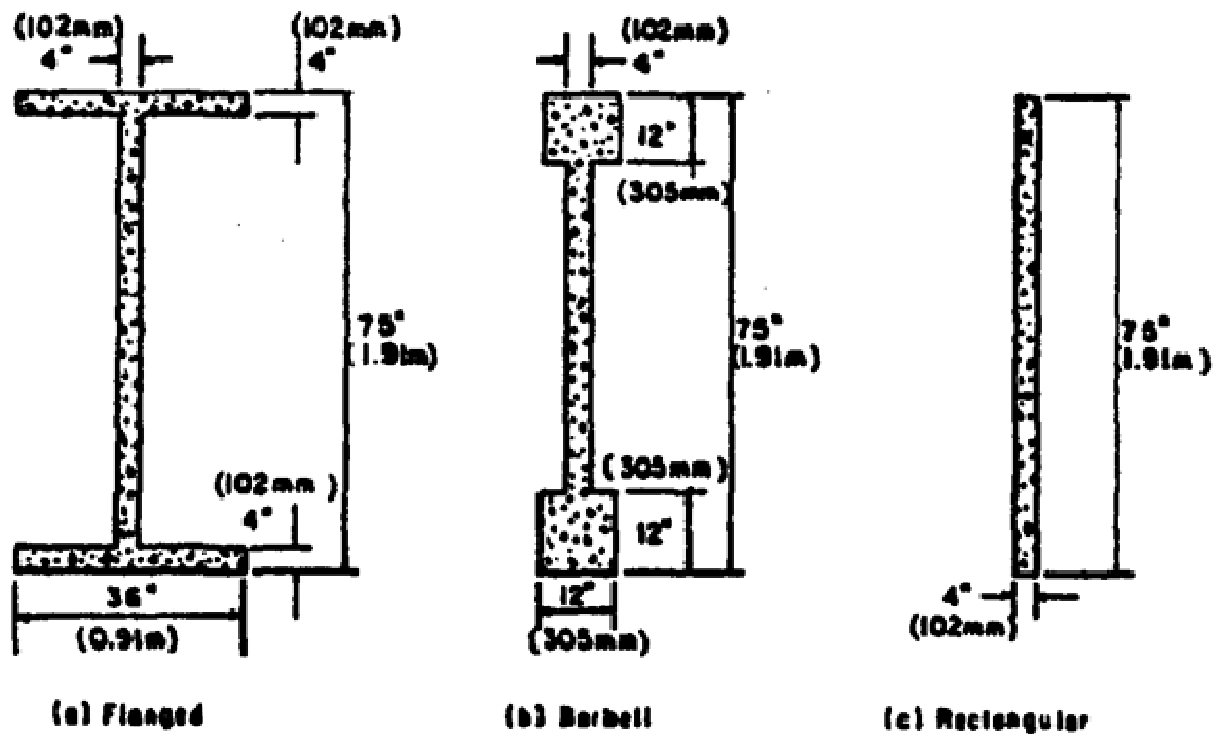 (102mm)
4"
(102mm)
4"
75"
(1.91m)
(102mm)
4"
36"
(0.91m)
(a) Flanged
(102mm)
4"
12"
(305mm)
75"
(1.91m)
(305mm)
12"
12"
(305mm)
(b) Barbell
75"
(1.91m)
4"
(102mm)
(c) Rectangular